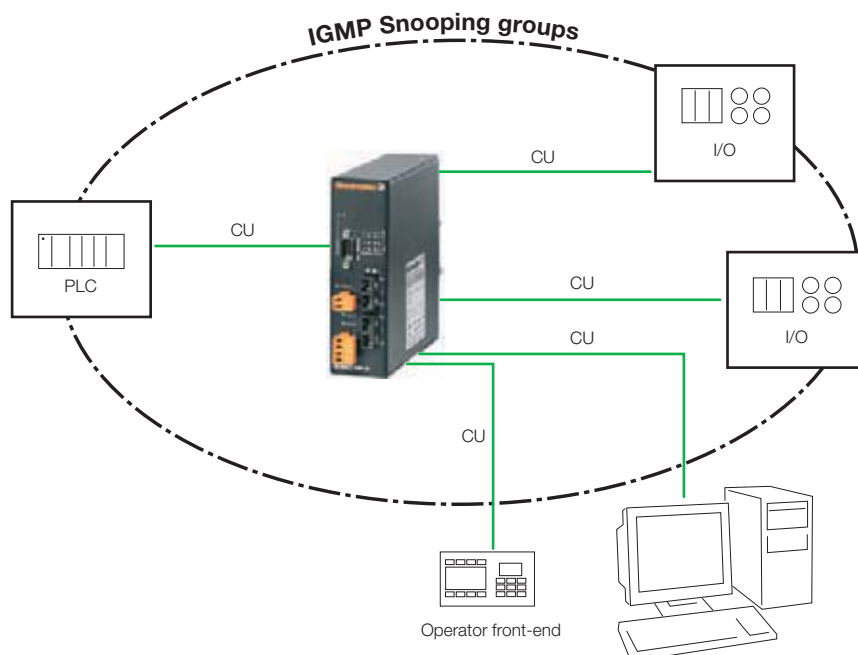 IGMP Snooping groups
CU
I/O
CU
PLC
CU
I/O
CU
CU
Operator front-end